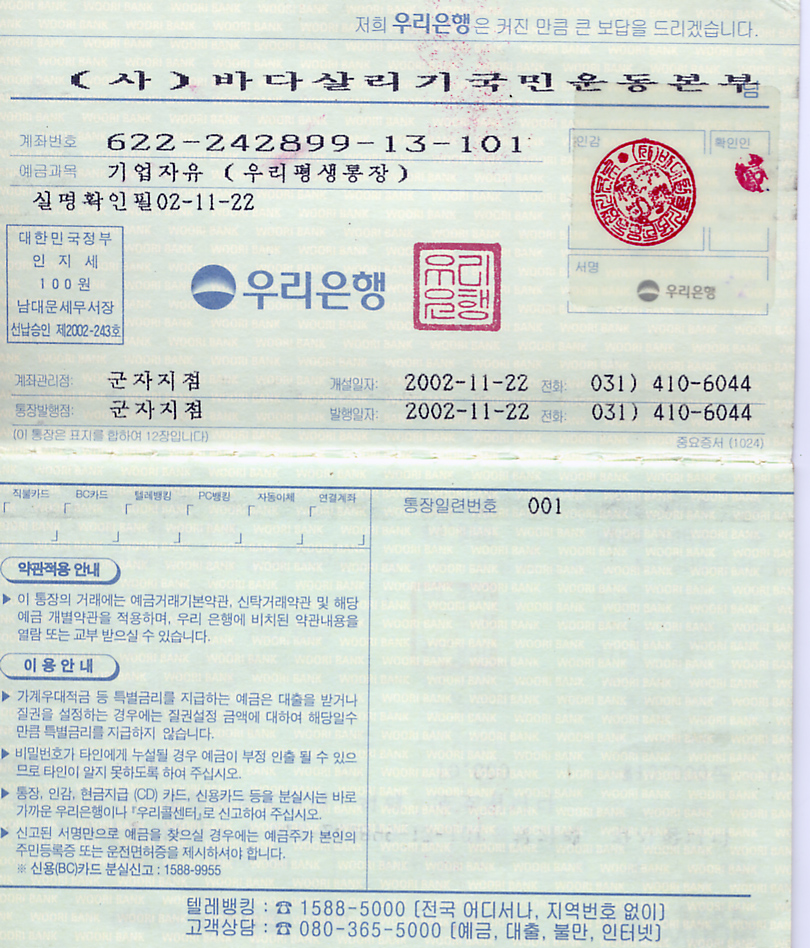 저희 우리은행은 커진 만큼 큰 보답을 드리겠습니다.
(사)바다살리기국민운동본부 님
계좌번호 622-242899-13-101
예금과목 기업자유 (우리평생통장)
실명확인필02-11-22
인감 확인인
대한민국정부
인지세
100원
남대문세무서장
선납승인 제2002-243호
우리은행
우리은행
서명
우리은행
계좌관리점: 군자지점 개설일자: 2002-11-22 전화: 031) 410-6044
통장발행점: 군자지점 발행일자: 2002-11-22 전화: 031) 410-6044
(이 통장은 표지를 합하여 12장입니다) 중요증서 (1024)
직불카드 BC카드 텔레뱅킹 PC뱅킹 자동이체 연결계좌
통장일련번호 001
약관적용 안내
▶ 이 통장의 거래에는 예금거래기본약관, 신탁거래약관 및 해당
예금 개별약관을 적용하며, 우리 은행에 비치된 약관내용을
열람 또는 교부 받으실 수 있습니다.
이용안내
▶ 가계우대적금 등 특별금리를 지급하는 예금은 대출을 받거나
질권을 설정하는 경우에는 질권설정 금액에 대하여 해당일수
만큼 특별금리를 지급하지 않습니다.
▶ 비밀번호가 타인에게 누설될 경우 예금이 부정 인출 될 수 있으
므로 타인이 알지 못하도록 하여 주십시오.
▶ 통장, 인감, 현금지급 (CD) 카드, 신용카드 등을 분실시는 바로
가까운 우리은행이나 『우리콜센터』로 신고하여 주십시오.
▶ 신고된 서명만으로 예금을 찾으실 경우에는 예금주가 본인의
주민등록증 또는 운전면허증을 제시하셔야 합니다.
※ 신용(BC)카드 분실신고 : 1588-9955
텔레뱅킹 : ☎ 1588-5000 (전국 어디서나, 지역번호 없이)
고객상담 : ☎ 080-365-5000 (예금, 대출, 불만, 인터넷)